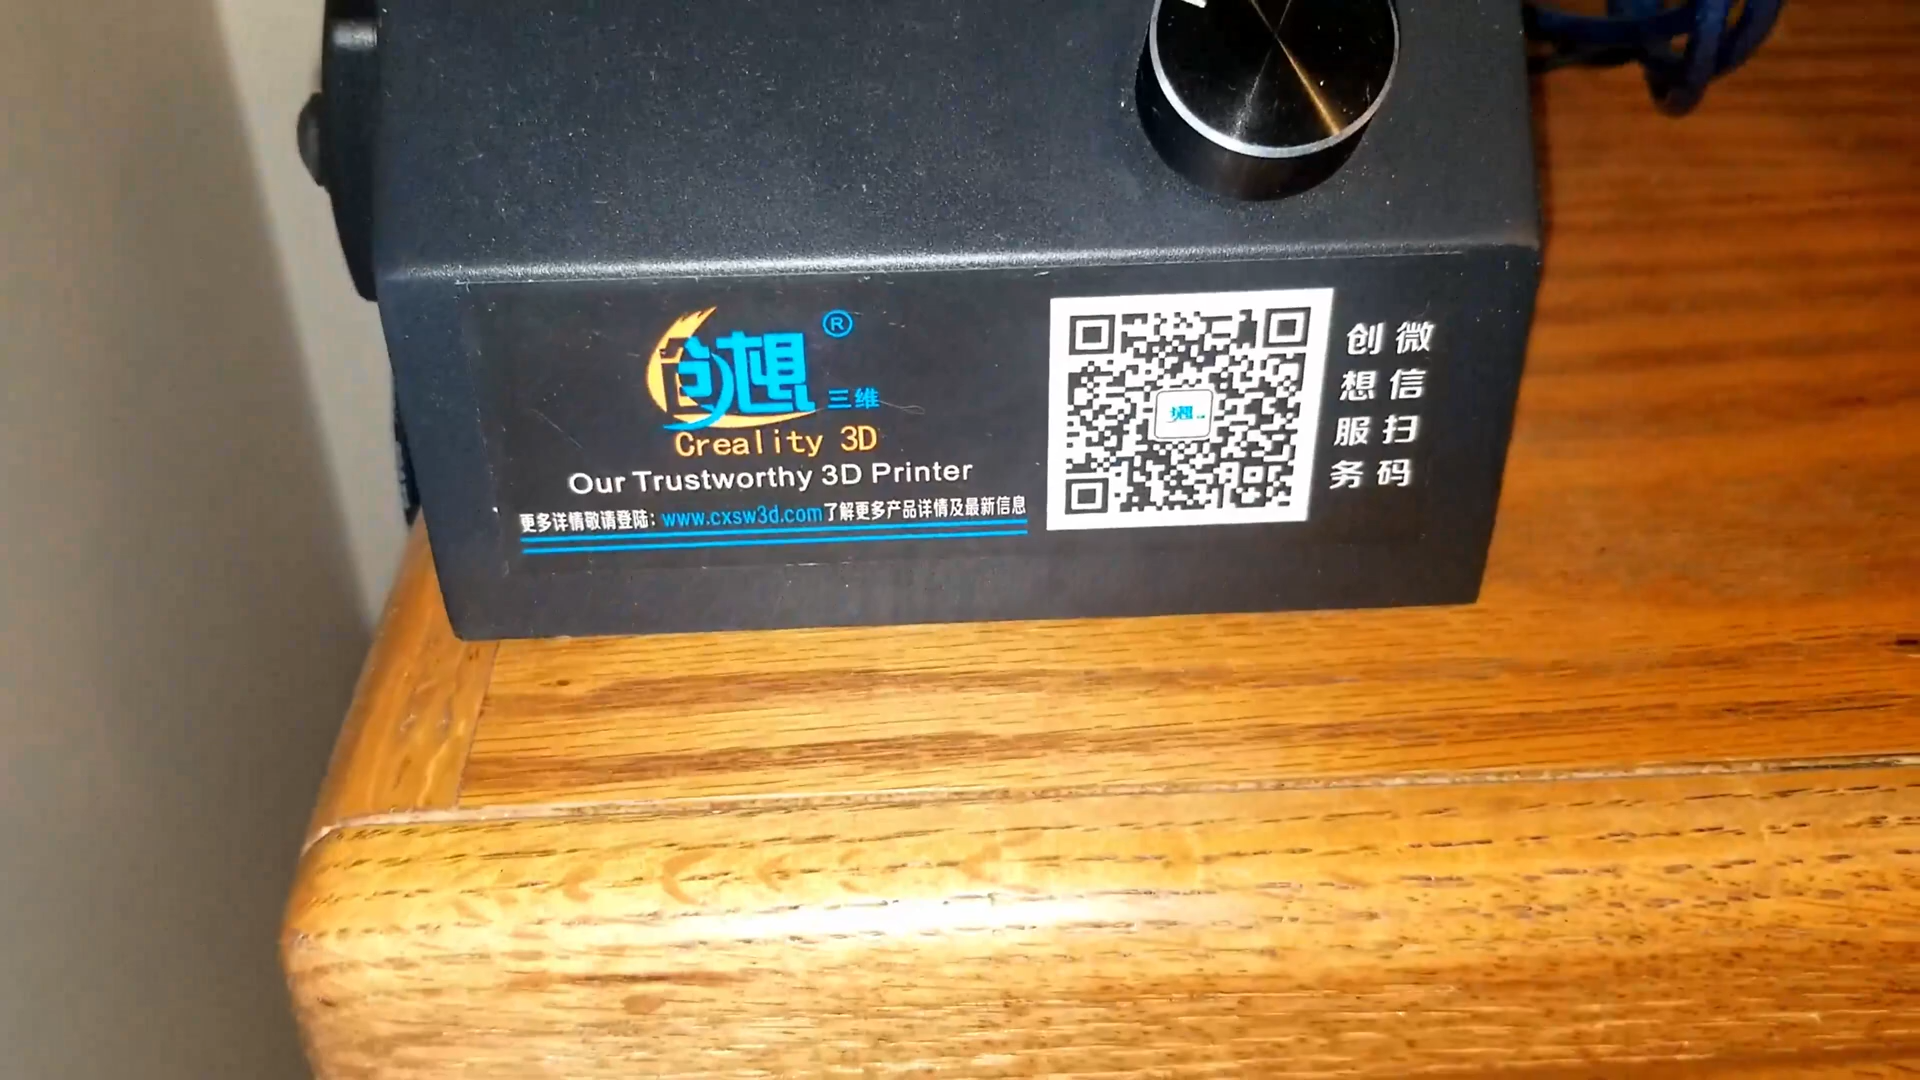 创想 ®
三维
Creality 3D
Our Trustworthy 3D Printer
更多详情敬请登陆：www.cxsw3d.com了解更多产品详情及最新信息
微信扫码
创想服务